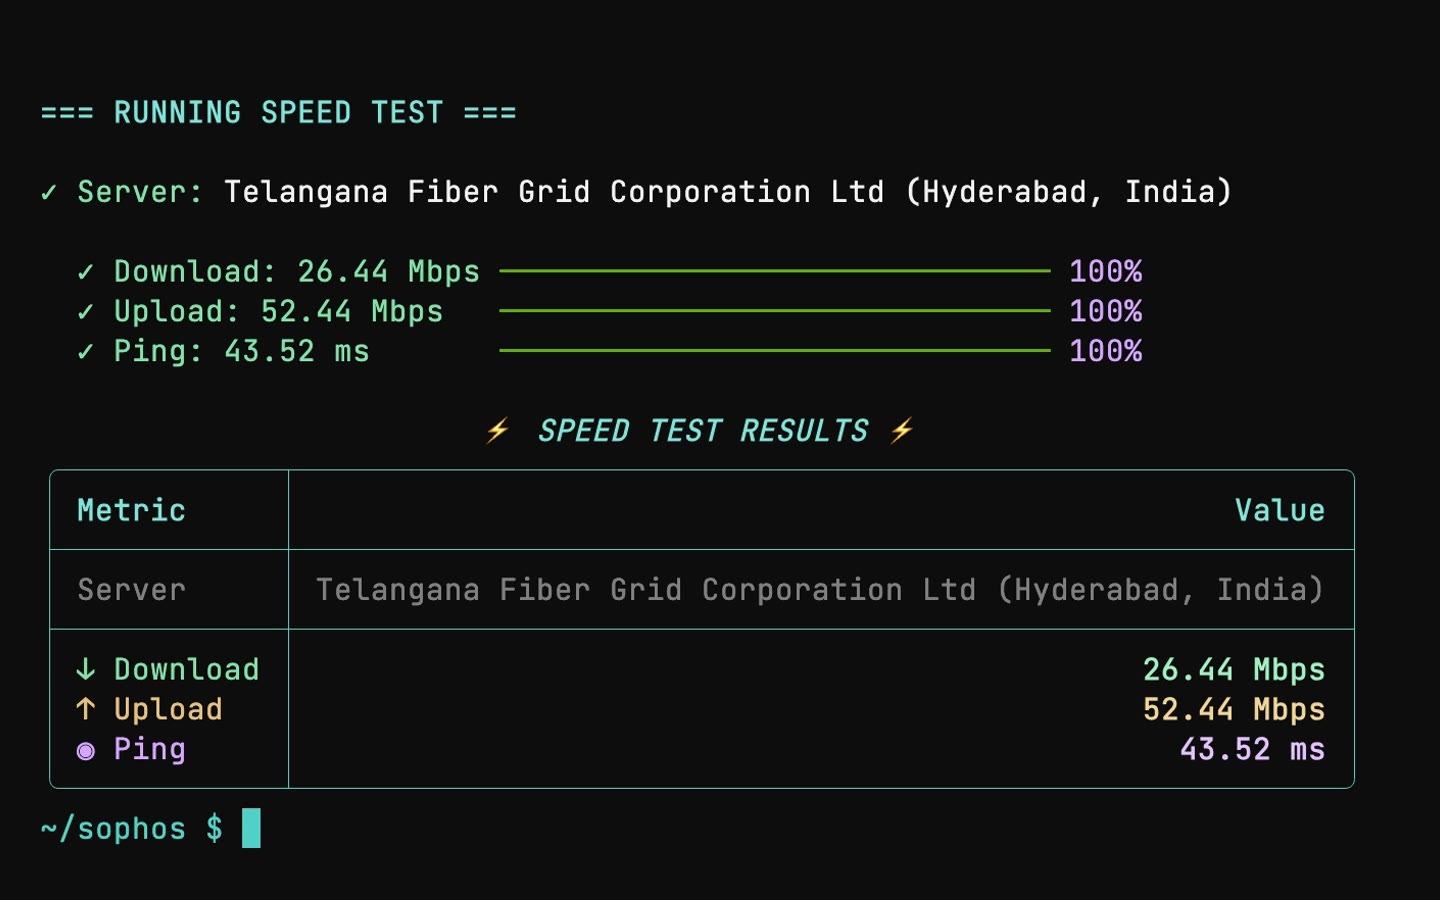 === RUNNING SPEED TEST ===
✓ Server: Telangana Fiber Grid Corporation Ltd (Hyderabad, India)
✓ Download: 26.44 Mbps 100%
✓ Upload: 52.44 Mbps 100%
✓ Ping: 43.52 ms 100%
⚡ SPEED TEST RESULTS ⚡
Metric Value
Server Telangana Fiber Grid Corporation Ltd (Hyderabad, India)
↓ Download 26.44 Mbps
↑ Upload 52.44 Mbps
◉ Ping 43.52 ms
~/sophos $